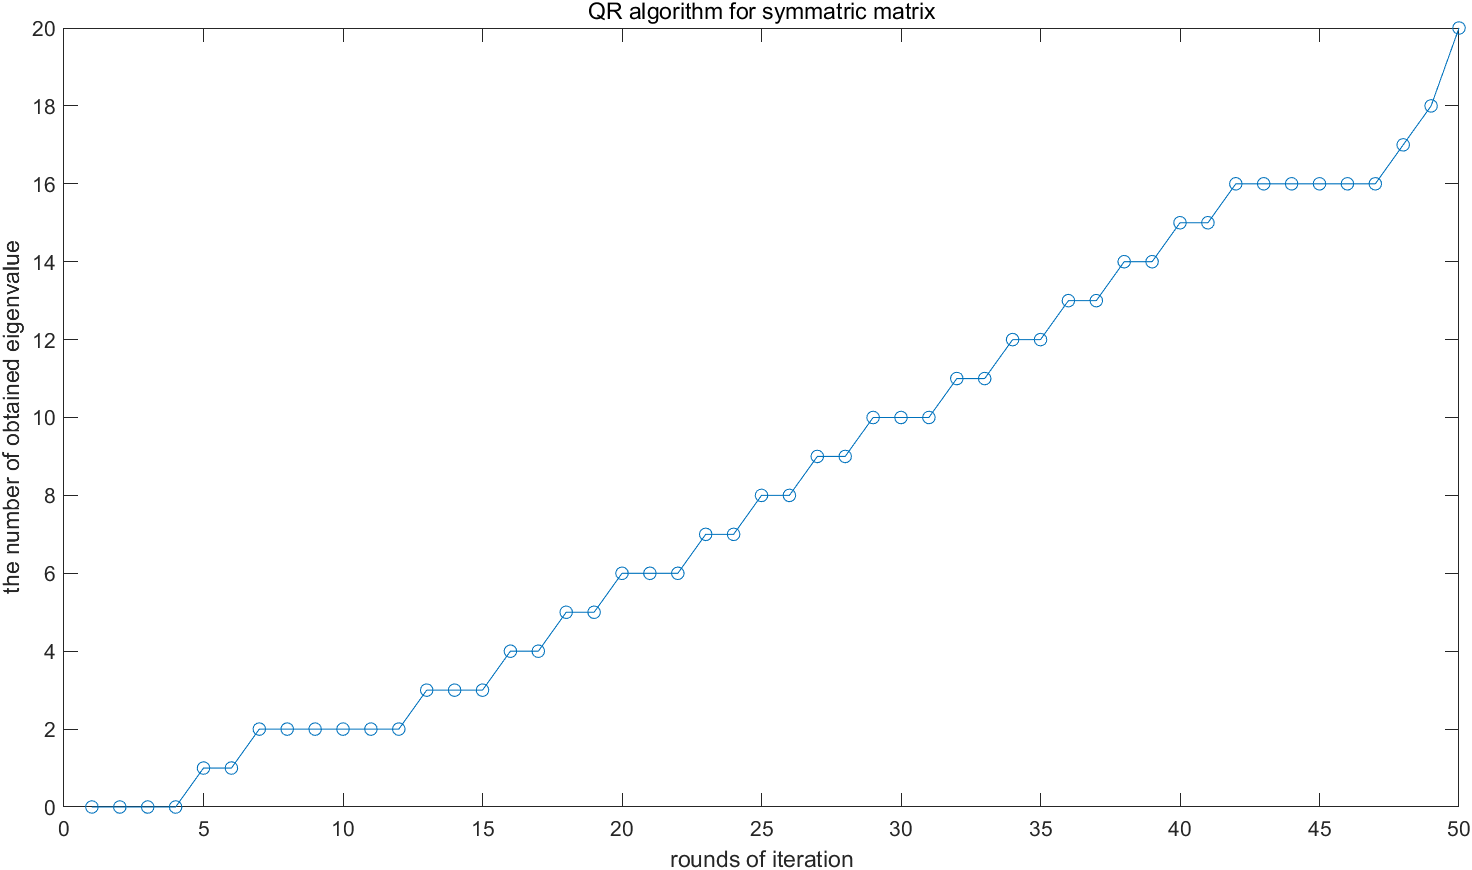 QR algorithm for symmatric matrix
20
18
16
14
12
10
8
6
4
2
0
the number of obtained eigenvalue
0 5 10 15 20 25 30 35 40 45 50
rounds of iteration